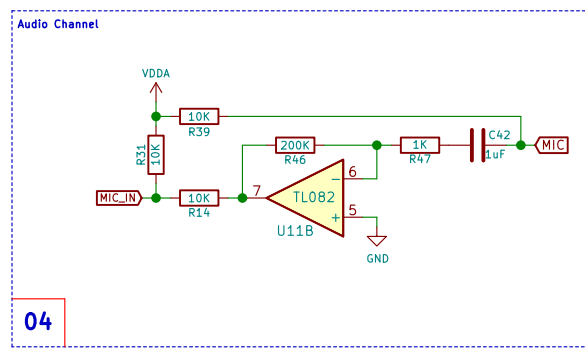 Audio Channel
VDDA
10K
R39
R31
10K
200K
R46
1K
R47
C42
1uF
MIC
MIC_IN
10K
R14
7
TL082
6
5
U11B
GND
04